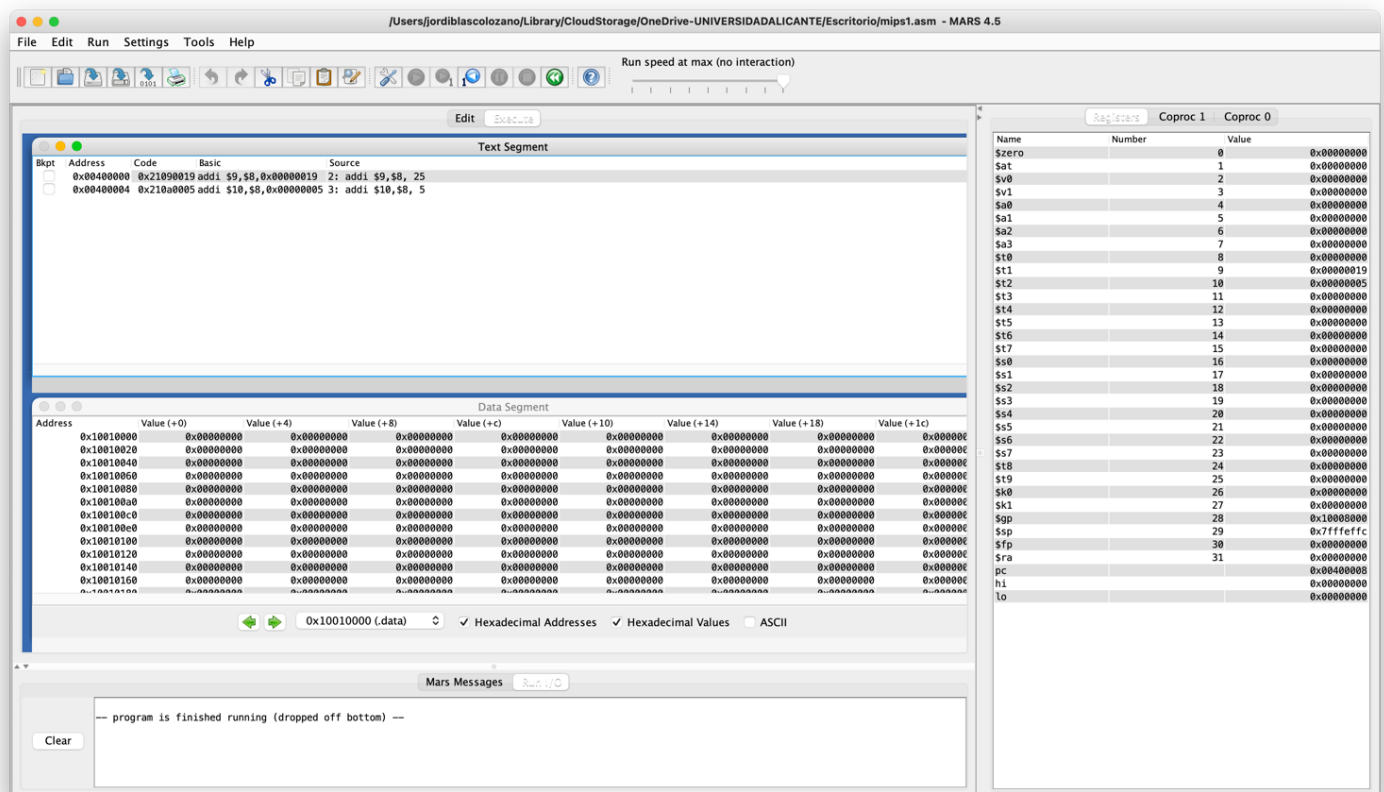 /Users/jordiblascolozano/Library/CloudStorage/OneDrive-UNIVERSIDADALICANTE/Escritorio/mips1.asm - MARS 4.5
File Edit Run Settings Tools Help
Run speed at max (no interaction)
Edit Execute
Text Segment
Bkpt Address Code Basic Source
0x00400000 0x21090019 addi $9,$8,0x00000019 2: addi $9,$8, 25
0x00400004 0x210a0005 addi $10,$8,0x00000005 3: addi $10,$8, 5
Data Segment
Address Value (+0) Value (+4) Value (+8) Value (+c) Value (+10) Value (+14) Value (+18) Value (+1c)
0x10010000 0x00000000 0x00000000 0x00000000 0x00000000 0x00000000 0x00000000 0x00000000 0x000000
0x10010020 0x00000000 0x00000000 0x00000000 0x00000000 0x00000000 0x00000000 0x00000000 0x000000
0x10010040 0x00000000 0x00000000 0x00000000 0x00000000 0x00000000 0x00000000 0x00000000 0x000000
0x10010060 0x00000000 0x00000000 0x00000000 0x00000000 0x00000000 0x00000000 0x00000000 0x000000
0x10010080 0x00000000 0x00000000 0x00000000 0x00000000 0x00000000 0x00000000 0x00000000 0x000000
0x100100a0 0x00000000 0x00000000 0x00000000 0x00000000 0x00000000 0x00000000 0x00000000 0x000000
0x100100c0 0x00000000 0x00000000 0x00000000 0x00000000 0x00000000 0x00000000 0x00000000 0x000000
0x100100e0 0x00000000 0x00000000 0x00000000 0x00000000 0x00000000 0x00000000 0x00000000 0x000000
0x10010100 0x00000000 0x00000000 0x00000000 0x00000000 0x00000000 0x00000000 0x00000000 0x000000
0x10010120 0x00000000 0x00000000 0x00000000 0x00000000 0x00000000 0x00000000 0x00000000 0x000000
0x10010140 0x00000000 0x00000000 0x00000000 0x00000000 0x00000000 0x00000000 0x00000000 0x000000
0x10010160 0x00000000 0x00000000 0x00000000 0x00000000 0x00000000 0x00000000 0x00000000 0x000000
0x10010000 (.data) Hexadecimal Addresses Hexadecimal Values ASCII
Mars Messages Run I/O
-- program is finished running (dropped off bottom) --
Clear
Registers Coproc 1 Coproc 0
Name Number Value
$zero 0 0x00000000
$at 1 0x00000000
$v0 2 0x00000000
$v1 3 0x00000000
$a0 4 0x00000000
$a1 5 0x00000000
$a2 6 0x00000000
$a3 7 0x00000000
$t0 8 0x00000000
$t1 9 0x00000019
$t2 10 0x00000005
$t3 11 0x00000000
$t4 12 0x00000000
$t5 13 0x00000000
$t6 14 0x00000000
$t7 15 0x00000000
$s0 16 0x00000000
$s1 17 0x00000000
$s2 18 0x00000000
$s3 19 0x00000000
$s4 20 0x00000000
$s5 21 0x00000000
$s6 22 0x00000000
$s7 23 0x00000000
$t8 24 0x00000000
$t9 25 0x00000000
$k0 26 0x00000000
$k1 27 0x00000000
$gp 28 0x10008000
$sp 29 0x7fffeffc
$fp 30 0x00000000
$ra 31 0x00000000
pc 0x00400008
hi 0x00000000
lo 0x00000000